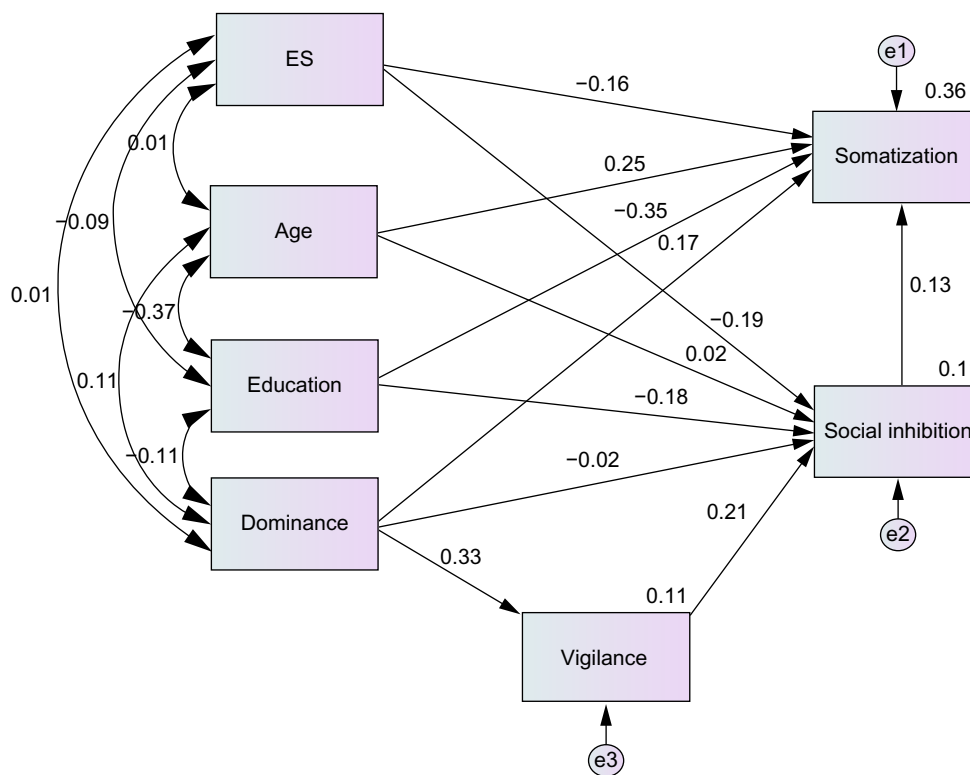 ES
e1
−0.16
0.36
0.01
Somatization
0.25
−0.35
−0.09
Age
0.17
0.13
0.01
−0.37
−0.19
0.02
0.1
0.11
Education
−0.18
Social inhibition
−0.11
−0.02
Dominance
0.21
e2
0.33
0.11
Vigilance
e3